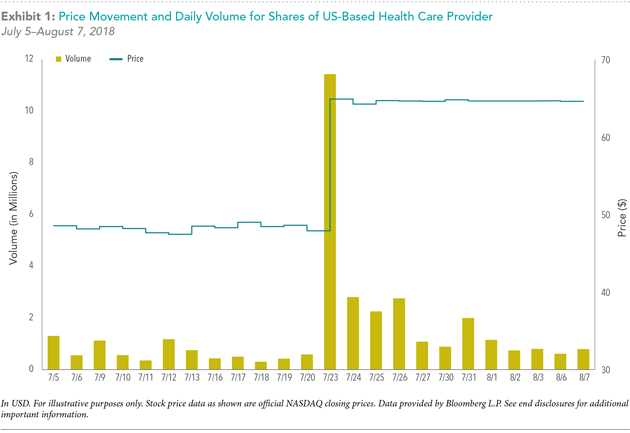 Exhibit 1: Price Movement and Daily Volume for Shares of US-Based Health Care Provider
July 5–August 7, 2018
Volume Price
12
10
8
6
4
2
0
Volume (in Millions)
70
60
50
40
30
Price ($)
7/5 7/6 7/9 7/10 7/11 7/12 7/13 7/16 7/17 7/18 7/19 7/20 7/23 7/24 7/25 7/26 7/27 7/30 7/31 8/1 8/2 8/3 8/6 8/7
In USD. For illustrative purposes only. Stock price data as shown are official NASDAQ closing prices. Data provided by Bloomberg L.P. See end disclosures for additional
important information.